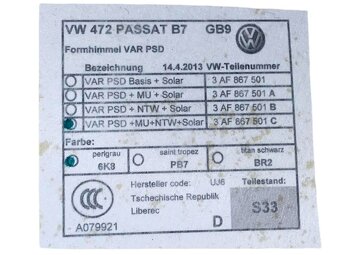 VW 472 PASSAT B7 GB9
Formhimmel VAR PSD
Bezeichnung 14.4.2013 VW-Teilenummer
VAR PSD Basis + Solar 3 AF 867 501
VAR PSD + MU + Solar 3 AF 867 501 A
VAR PSD + NTW + Solar 3 AF 867 501 B
VAR PSD +MU+NTW+Solar 3 AF 867 501 C
Farbe:
perlgrau saint tropez titan schwarz
6K8 PB7 BR2
Hersteller code: UJ6 Teilestand:
Tschechische Republik
Liberec D S33
A079921